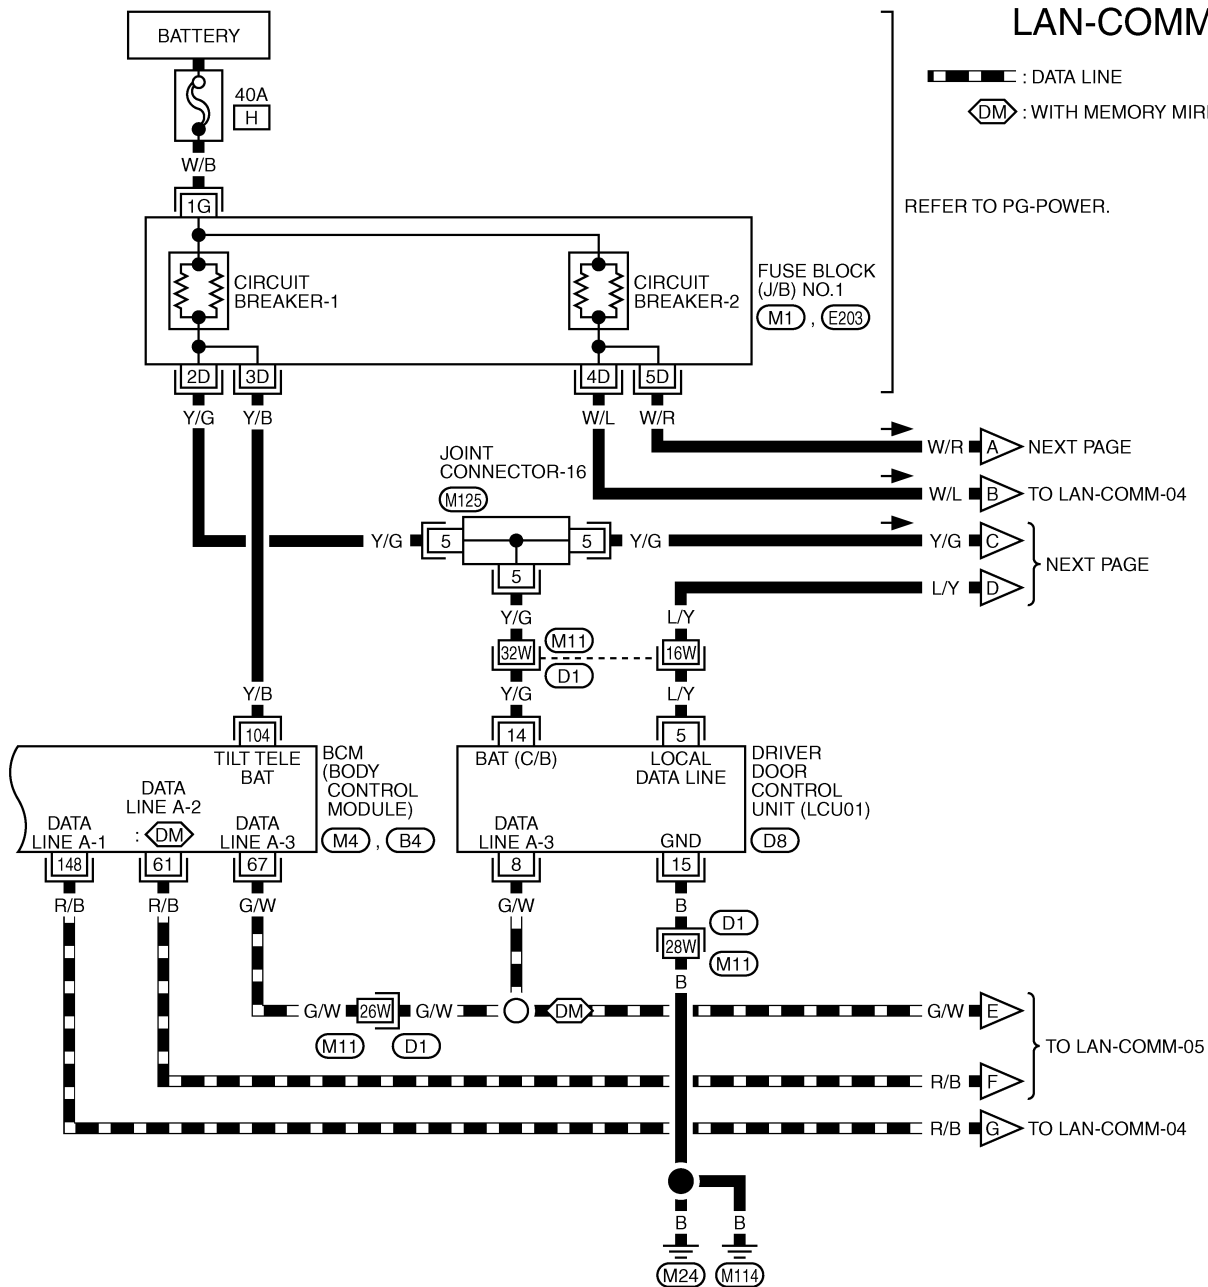 LAN-COMM
BATTERY
: DATA LINE
40A
H
DM : WITH MEMORY
W/B
1G
REFER TO PG-POWER.
CIRCUIT
BREAKER-1
CIRCUIT
BREAKER-2
FUSE BLOCK
(J/B) NO.1
M1 , E203
2D 3D 4D 5D
Y/G Y/B W/L W/R
JOINT
CONNECTOR-16
M125
W/R A NEXT PAGE
W/L B TO LAN-COMM-04
Y/G 5 5 Y/G Y/G C
NEXT PAGE
5
L/Y D
Y/G L/Y
32W M11 16W
D1
Y/B Y/G L/Y
104 14 5
TILT TELE
BAT
BCM
(BODY
CONTROL
MODULE)
M4 , B4
BAT (C/B)
LOCAL
DATA LINE
DRIVER
DOOR
CONTROL
UNIT (LCU01)
D8
DATA
LINE A-1
DATA
LINE A-2
: DM
DATA
LINE A-3
DATA
LINE A-3
GND
148 61 67 8 15
R/B R/B G/W G/W B
D1
28W
M11
B
G/W 26W G/W DM G/W E
M11 D1
TO LAN-COMM-05
R/B F
R/B G TO LAN-COMM-04
B B
M24 M114